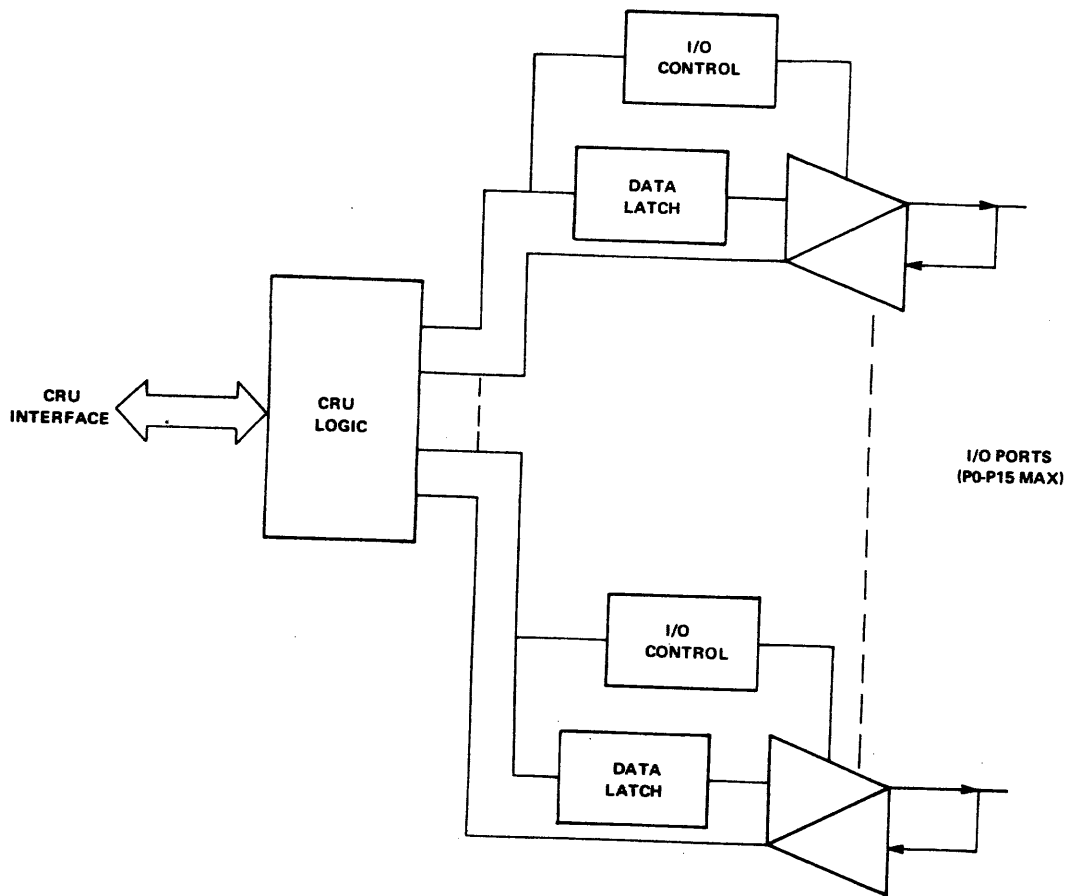 I/O
CONTROL
DATA
LATCH
CRU
INTERFACE
CRU
LOGIC
I/O PORTS
(P0-P15 MAX)
I/O
CONTROL
DATA
LATCH